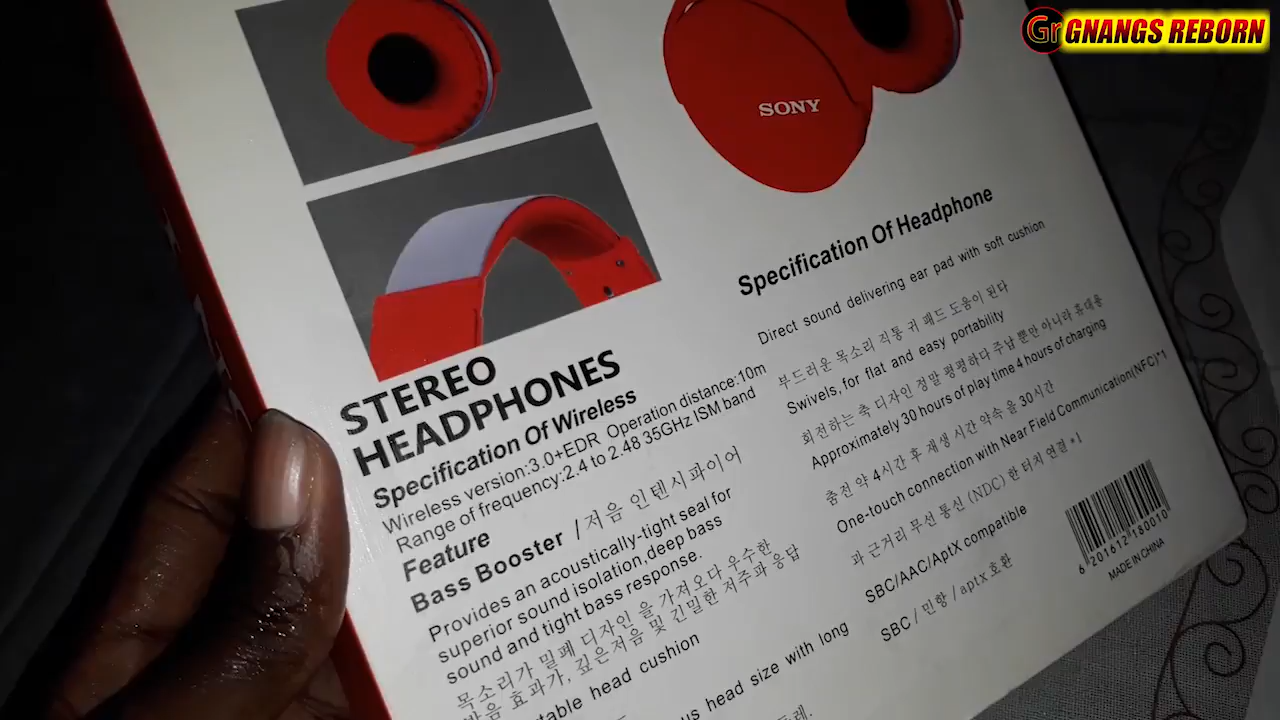 Gr GNANGS REBORN
SONY
STEREO
HEADPHONES
Specification Of Wireless
Wireless version:3.0+EDR Operation distance:10m
Range of frequency:2.4 to 2.48 35GHz ISM band
Feature
Bass Booster /저음 인텐시파이어
Provides an acoustically-tight seal for
superior sound isolation, deep bass
sound and tight bass response.
목소리가 밀폐 디자인 을 가져오다 우수한
방음 효과가, 깊은저음 및 긴밀한 저주파 응답
table head cushion
us head size with long
Specification Of Headphone
Direct sound delivering ear pad with soft cushion
부드러운 목소리 직통 귀 패드 도움이 된다
Swivels, for flat and easy portability
회전하는 축 디자인 정말 평평하다 주납 뿐만 아니라 휴대율
Approximately 30 hours of play time 4 hours of charging
충전 약 4시간 후 재생 시간 약속 을 30시간
One-touch connection with Near Field Communication(NFC)*1
과 근거리 무선 통신 (NDC) 한 터치 연결 *1
SBC/AAC/AptX compatible
SBC / 민항 /aptx 호환
6 201612 180010
MADE IN CHINA